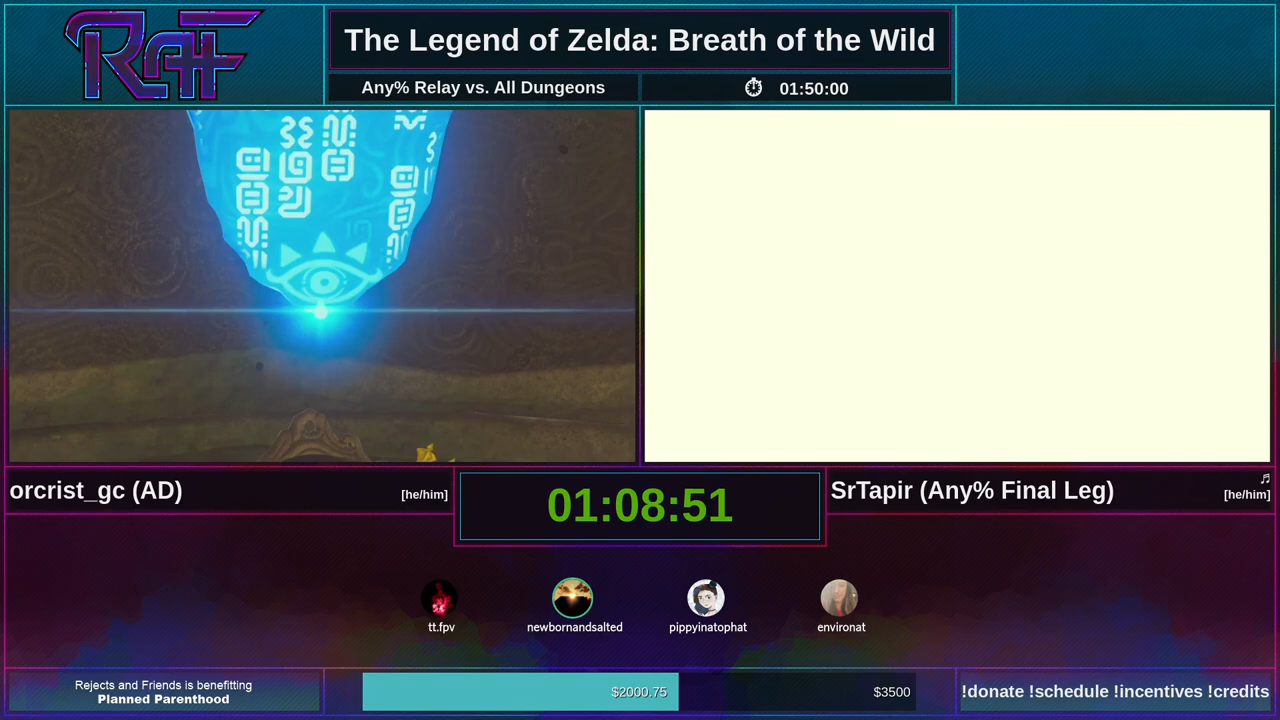 RAF
The Legend of Zelda: Breath of the Wild
Any% Relay vs. All Dungeons
01:50:00
orcrist_gc (AD)
[he/him]
01:08:51
SrTapir (Any% Final Leg)
[he/him]
tt.fpv
newbornandsalted
pippyinatophat
environat
Rejects and Friends is benefitting
Planned Parenthood
$2000.75
$3500
!donate !schedule !incentives !credits